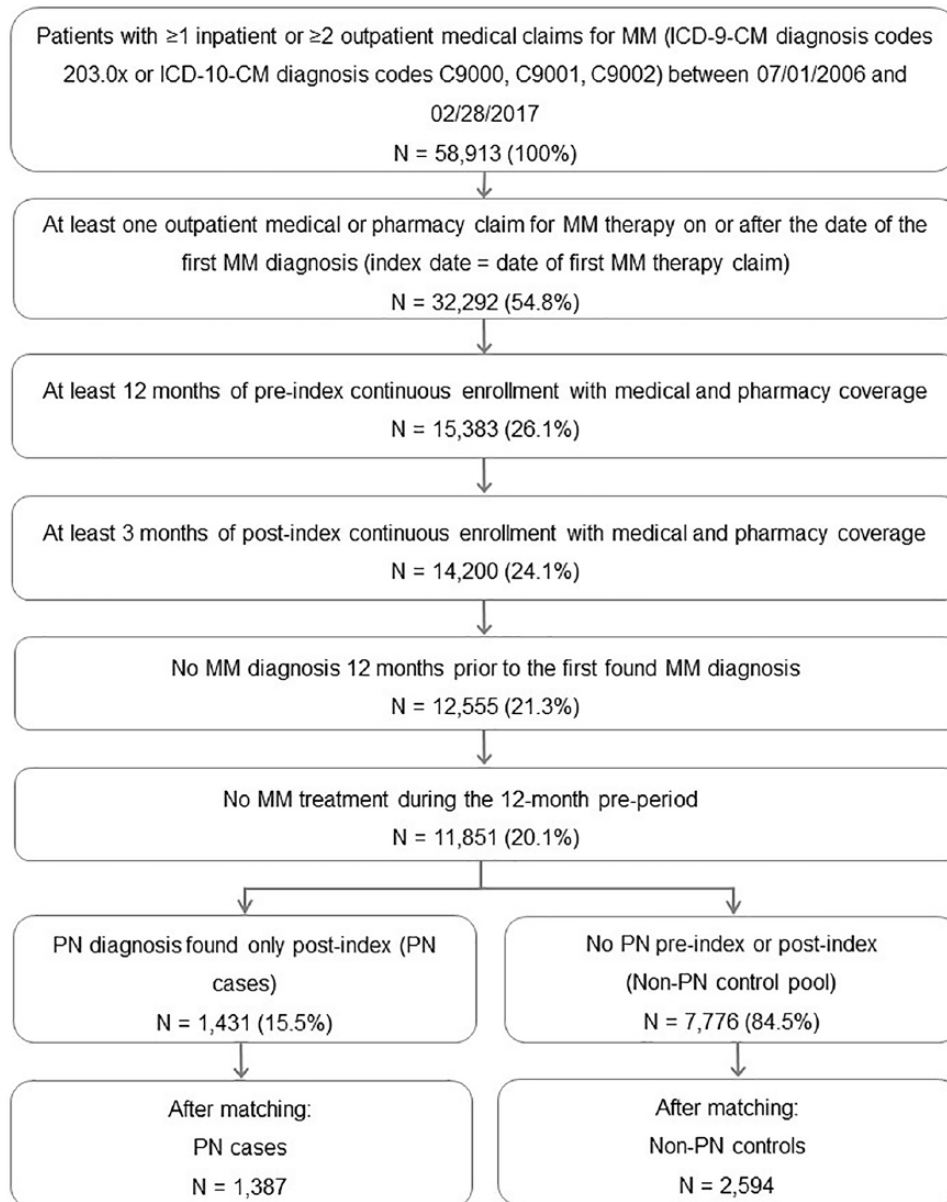 Patients with ≥1 inpatient or ≥2 outpatient medical claims for MM (ICD-9-CM diagnosis codes
203.0x or ICD-10-CM diagnosis codes C9000, C9001, C9002) between 07/01/2006 and
02/28/2017
N = 58,913 (100%)
At least one outpatient medical or pharmacy claim for MM therapy on or after the date of the
first MM diagnosis (index date = date of first MM therapy claim)
N = 32,292 (54.8%)
At least 12 months of pre-index continuous enrollment with medical and pharmacy coverage
N = 15,383 (26.1%)
At least 3 months of post-index continuous enrollment with medical and pharmacy coverage
N = 14,200 (24.1%)
No MM diagnosis 12 months prior to the first found MM diagnosis
N = 12,555 (21.3%)
No MM treatment during the 12-month pre-period
N = 11,851 (20.1%)
PN diagnosis found only post-index (PN
cases)
N = 1,431 (15.5%)
No PN pre-index or post-index
(Non-PN control pool)
N = 7,776 (84.5%)
After matching:
PN cases
N = 1,387
After matching:
Non-PN controls
N = 2,594